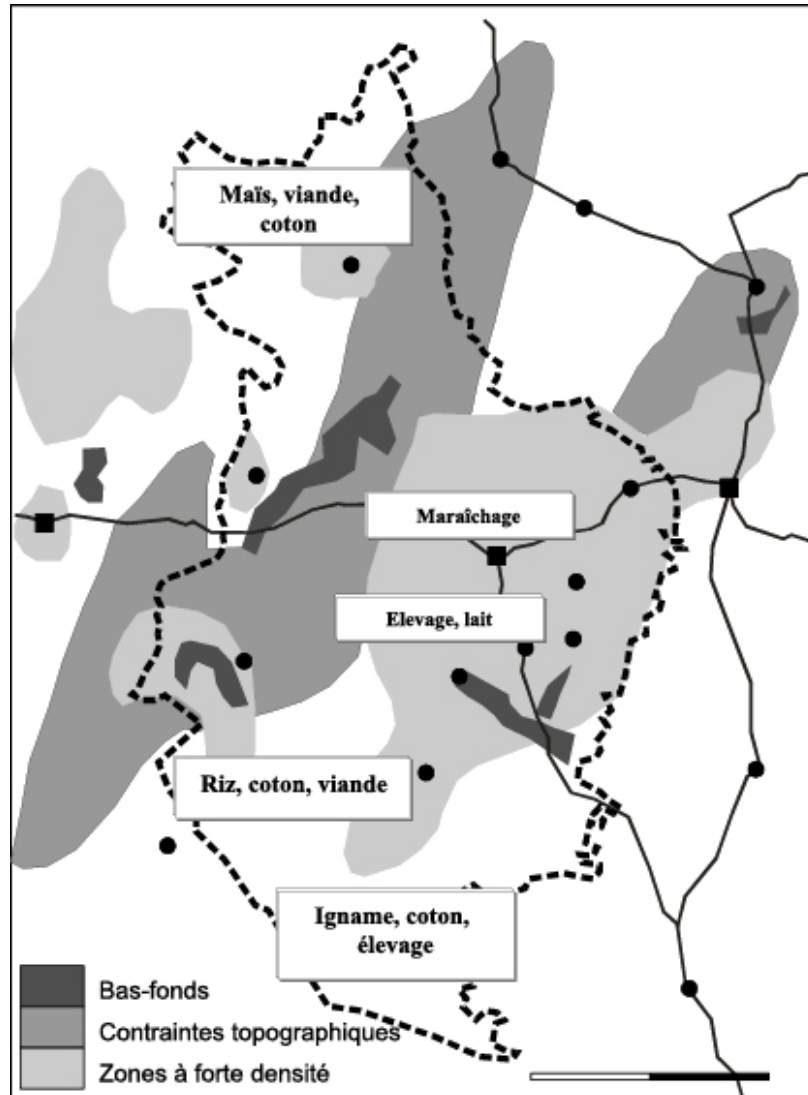 Maïs, viande,
coton
Maraîchage
Elevage, lait
Riz, coton, viande
Igname, coton,
élevage
Bas-fonds
Contraintes topographiques
Zones à forte densité